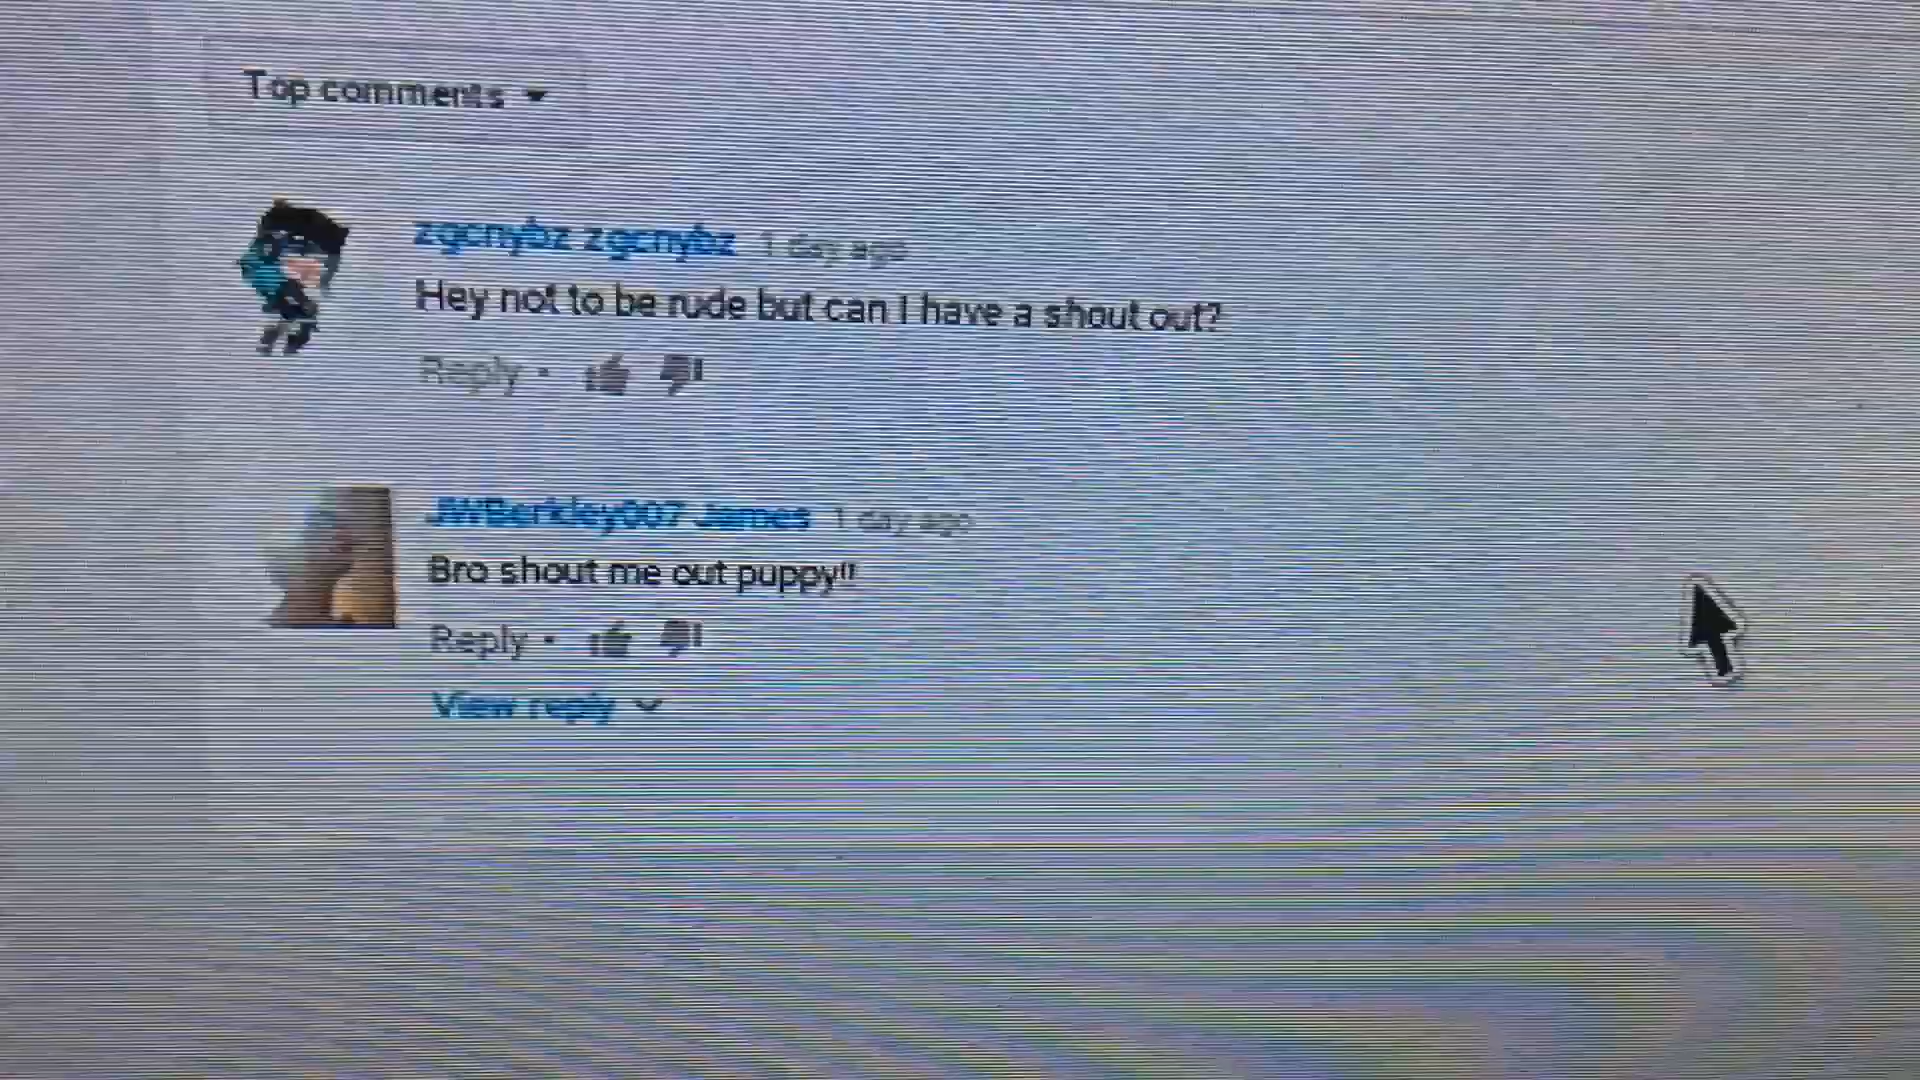 Top comments
zgcnybz zgcnybz 1 day ago
Hey not to be rude but can I have a shout out?
Reply •
JWBerkley007 James 1 day ago
Bro shout me out puppy!!
Reply •
View reply